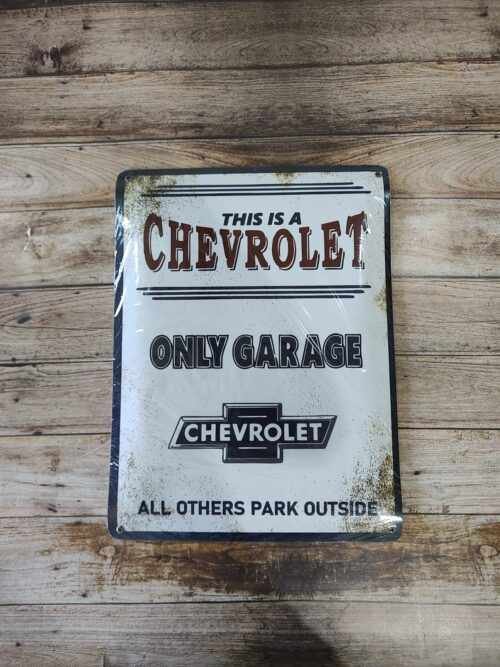 THIS IS A
CHEVROLET
ONLY GARAGE
CHEVROLET
ALL OTHERS PARK OUTSIDE